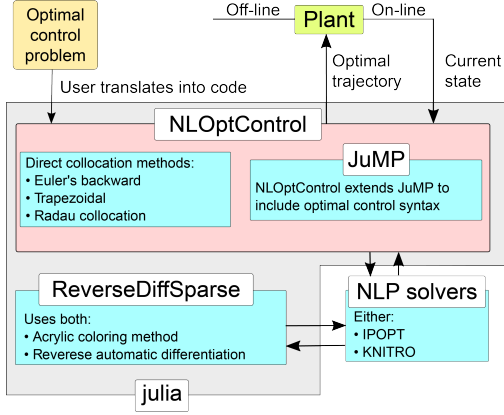 Optimal
control
problem
Off-line
Plant
On-line
Optimal
trajectory
Current
state
User translates into code
NLOptControl
Direct collocation methods:
• Euler's backward
• Trapezoidal
• Radau collocation
JuMP
NLOptControl extends JuMP to
include optimal control syntax
ReverseDiffSparse
Uses both:
• Acrylic coloring method
• Reverese automatic differentiation
NLP solvers
Either:
• IPOPT
• KNITRO
julia